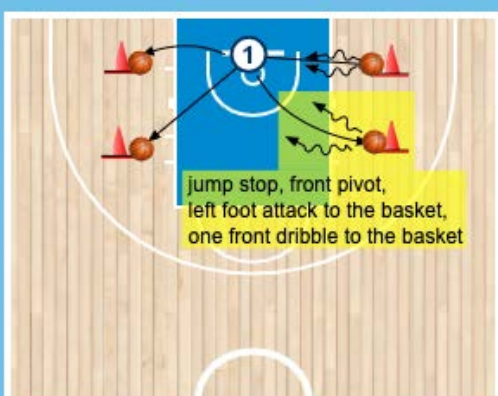 1
jump stop, front pivot,
left foot attack to the basket,
one front dribble to the basket